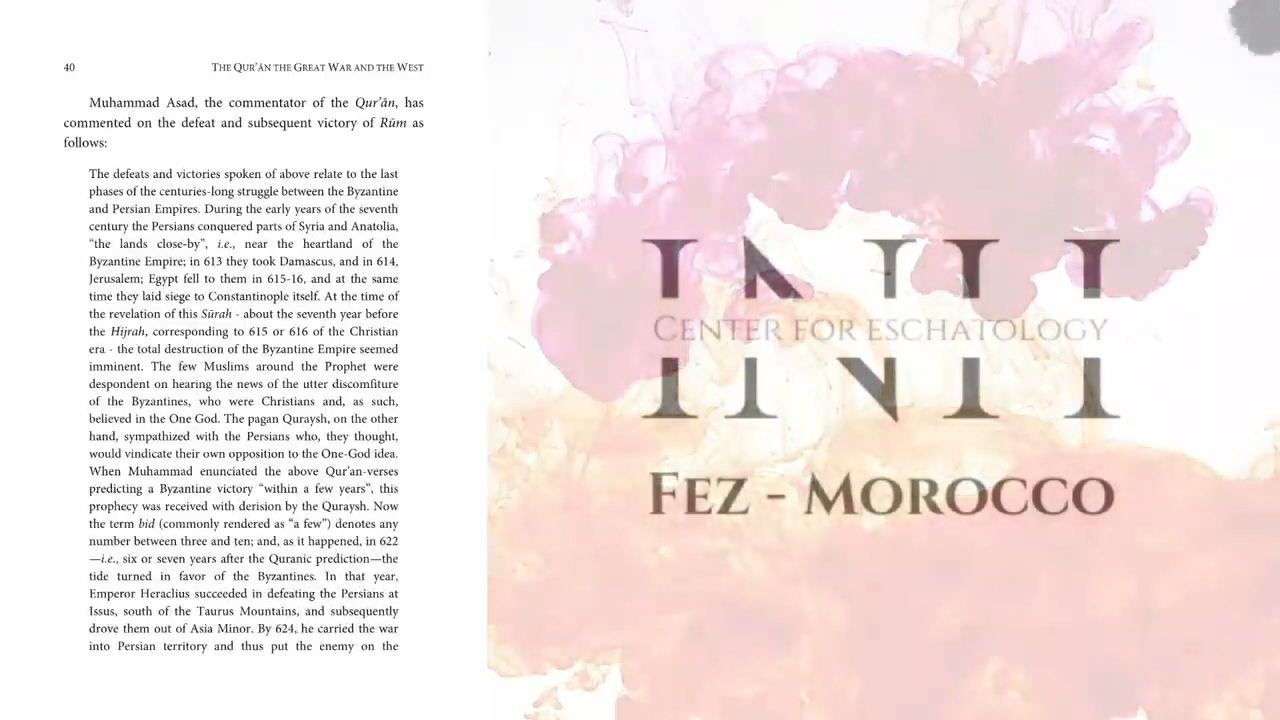 40 THE QUR'ĀN THE GREAT WAR AND THE WEST
Muhammad Asad, the commentator of the Qur'ān, has
commented on the defeat and subsequent victory of Rūm as
follows:
The defeats and victories spoken of above relate to the last
phases of the centuries-long struggle between the Byzantine
and Persian Empires. During the early years of the seventh
century the Persians conquered parts of Syria and Anatolia,
“the lands close-by”, i.e., near the heartland of the
Byzantine Empire; in 613 they took Damascus, and in 614,
Jerusalem; Egypt fell to them in 615-16, and at the same
time they laid siege to Constantinople itself. At the time of
the revelation of this Sūrah - about the seventh year before
the Hijrah, corresponding to 615 or 616 of the Christian
era - the total destruction of the Byzantine Empire seemed
imminent. The few Muslims around the Prophet were
despondent on hearing the news of the utter discomfiture
of the Byzantines, who were Christians and, as such,
believed in the One God. The pagan Quraysh, on the other
hand, sympathized with the Persians who, they thought,
would vindicate their own opposition to the One-God idea.
When Muhammad enunciated the above Qur'an-verses
predicting a Byzantine victory “within a few years”, this
prophecy was received with derision by the Quraysh. Now
the term bid (commonly rendered as “a few”) denotes any
number between three and ten; and, as it happened, in 622
—i.e., six or seven years after the Quranic prediction—the
tide turned in favor of the Byzantines. In that year,
Emperor Heraclius succeeded in defeating the Persians at
Issus, south of the Taurus Mountains, and subsequently
drove them out of Asia Minor. By 624, he carried the war
into Persian territory and thus put the enemy on the
INH
CENTER FOR ESCHATOLOGY
FEZ - MOROCCO